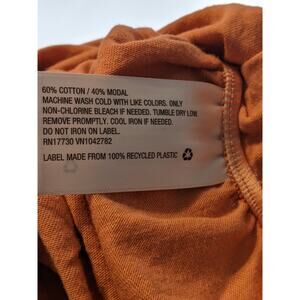 60% COTTON / 40% MODAL
MACHINE WASH COLD WITH LIKE COLORS. ONLY
NON-CHLORINE BLEACH IF NEEDED. TUMBLE DRY LOW.
REMOVE PROMPTLY. COOL IRON IF NEEDED.
DO NOT IRON ON LABEL.
RN17730 VN1042782
LABEL MADE FROM 100% RECYCLED PLASTIC